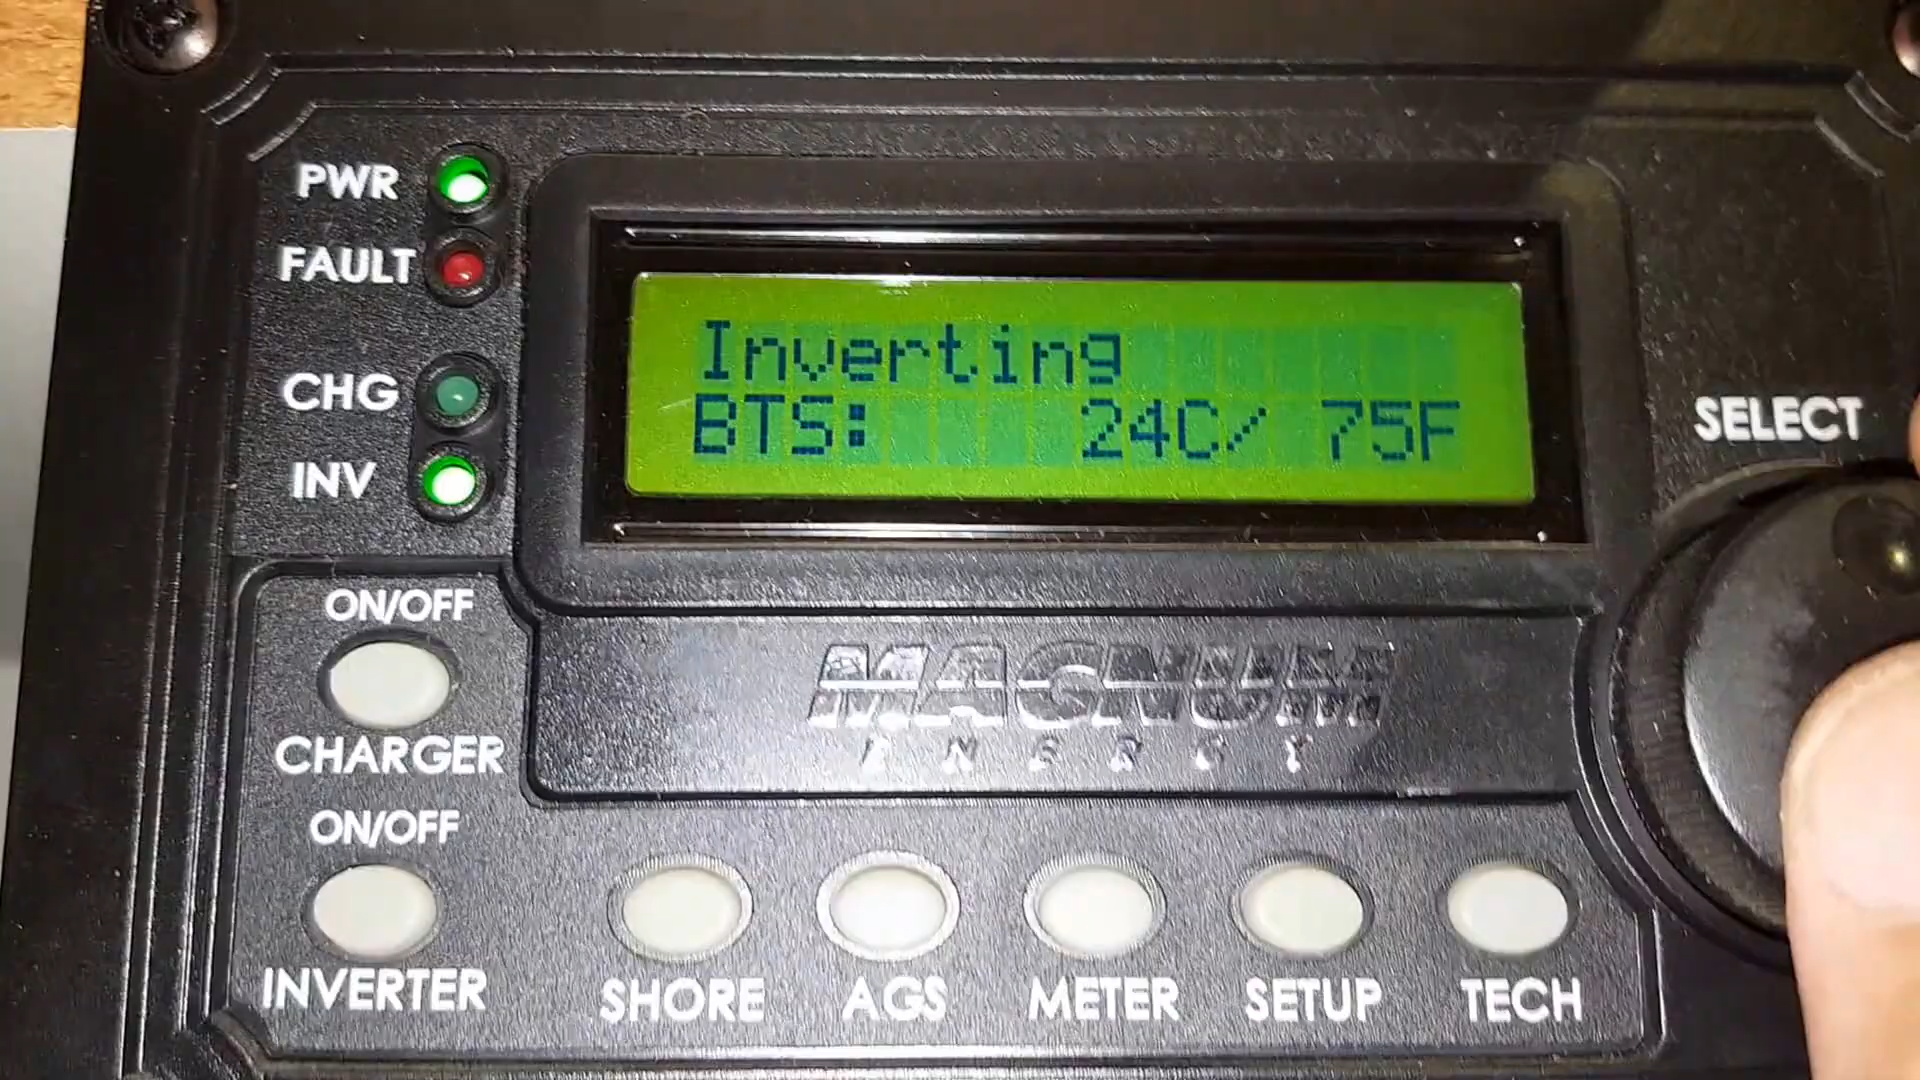 PWR
FAULT
CHG
INV
Inverting
BTS: 24C/ 75F
SELECT
ON/OFF
CHARGER
ON/OFF
INVERTER
MAGNUM
ENERGY
SHORE
AGS
METER
SETUP
TECH